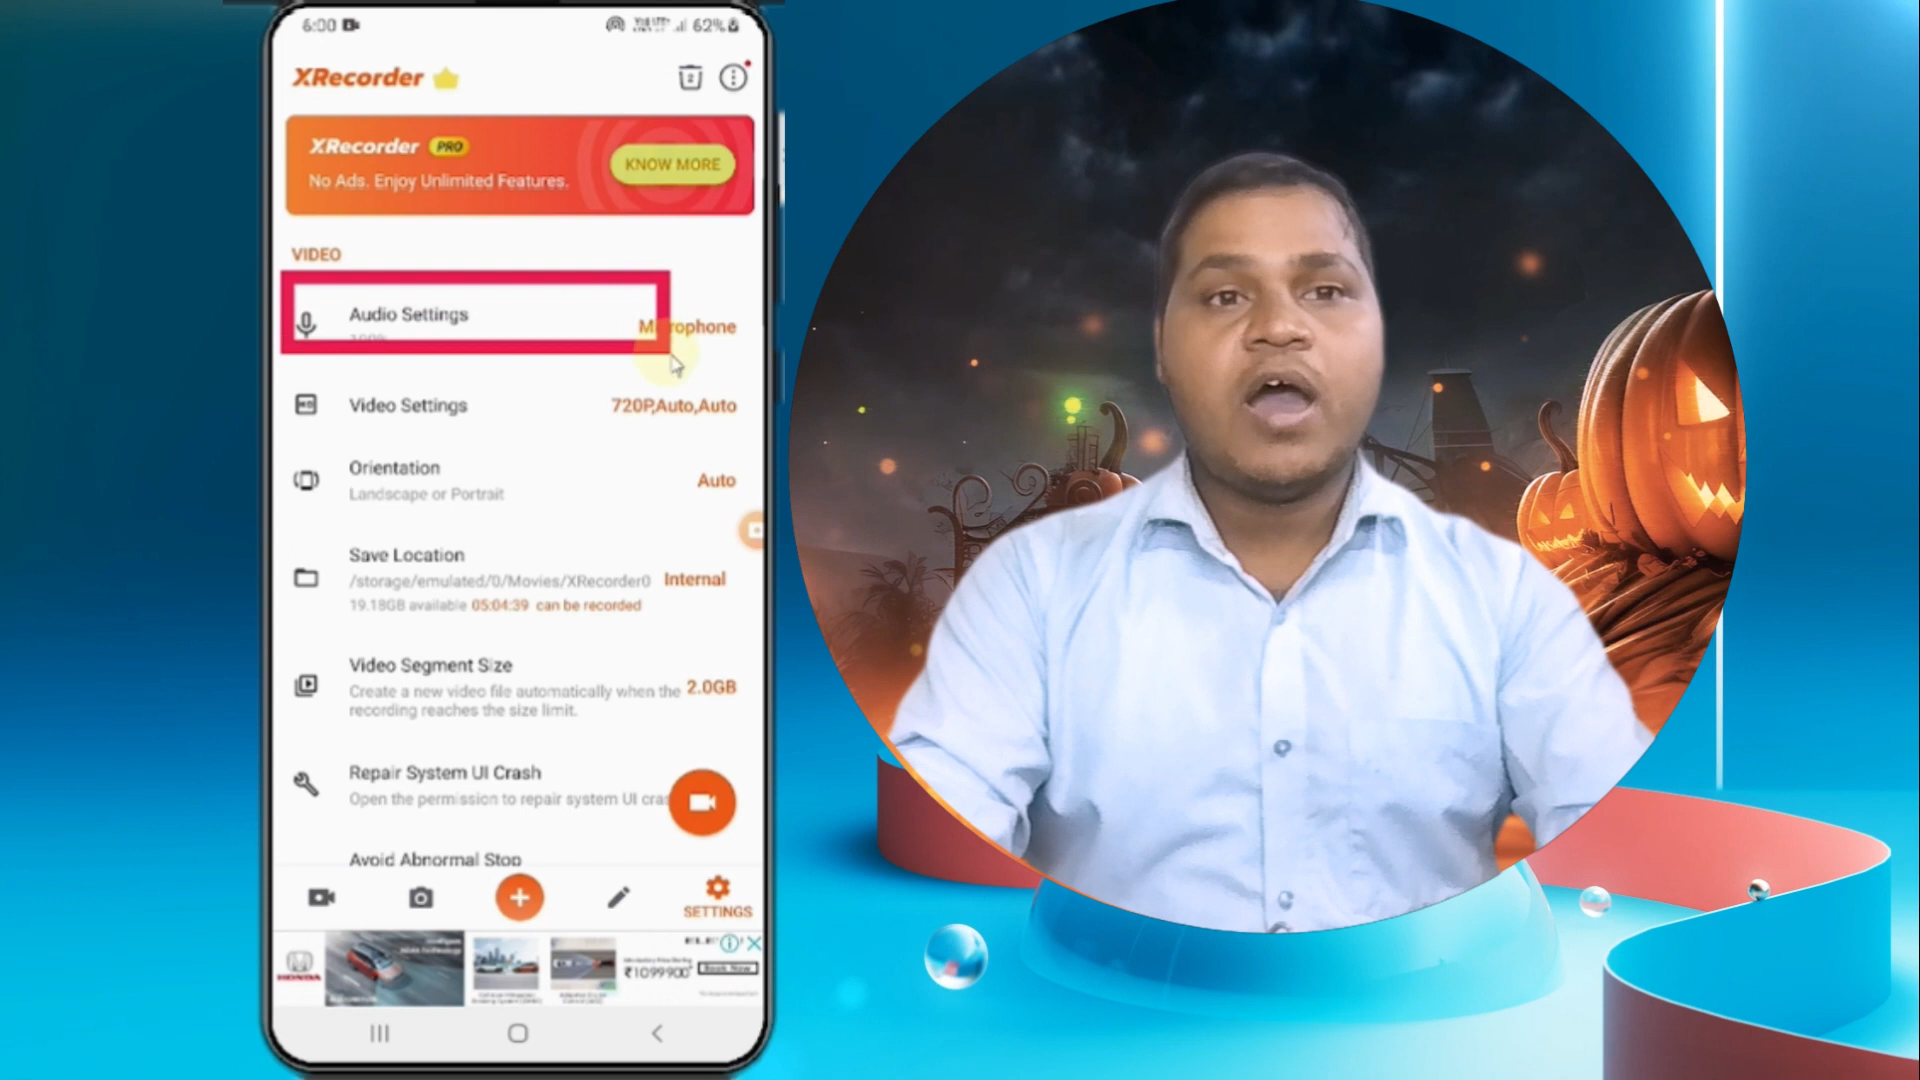 6:00
62%
XRecorder
XRecorder PRO
No Ads. Enjoy Unlimited Features.
KNOW MORE
VIDEO
Audio Settings
100%
Microphone
Video Settings
720P,Auto,Auto
Orientation
Landscape or Portrait
Auto
Save Location
/storage/emulated/0/Movies/XRecorder0
Internal
19.18GB available 05:04:39 can be recorded
Video Segment Size
Create a new video file automatically when the
recording reaches the size limit.
2.0GB
Repair System UI Crash
Open the permission to repair system UI cras
Avoid Abnormal Stop
SETTINGS
HONDA
₹1099900*
Book Now